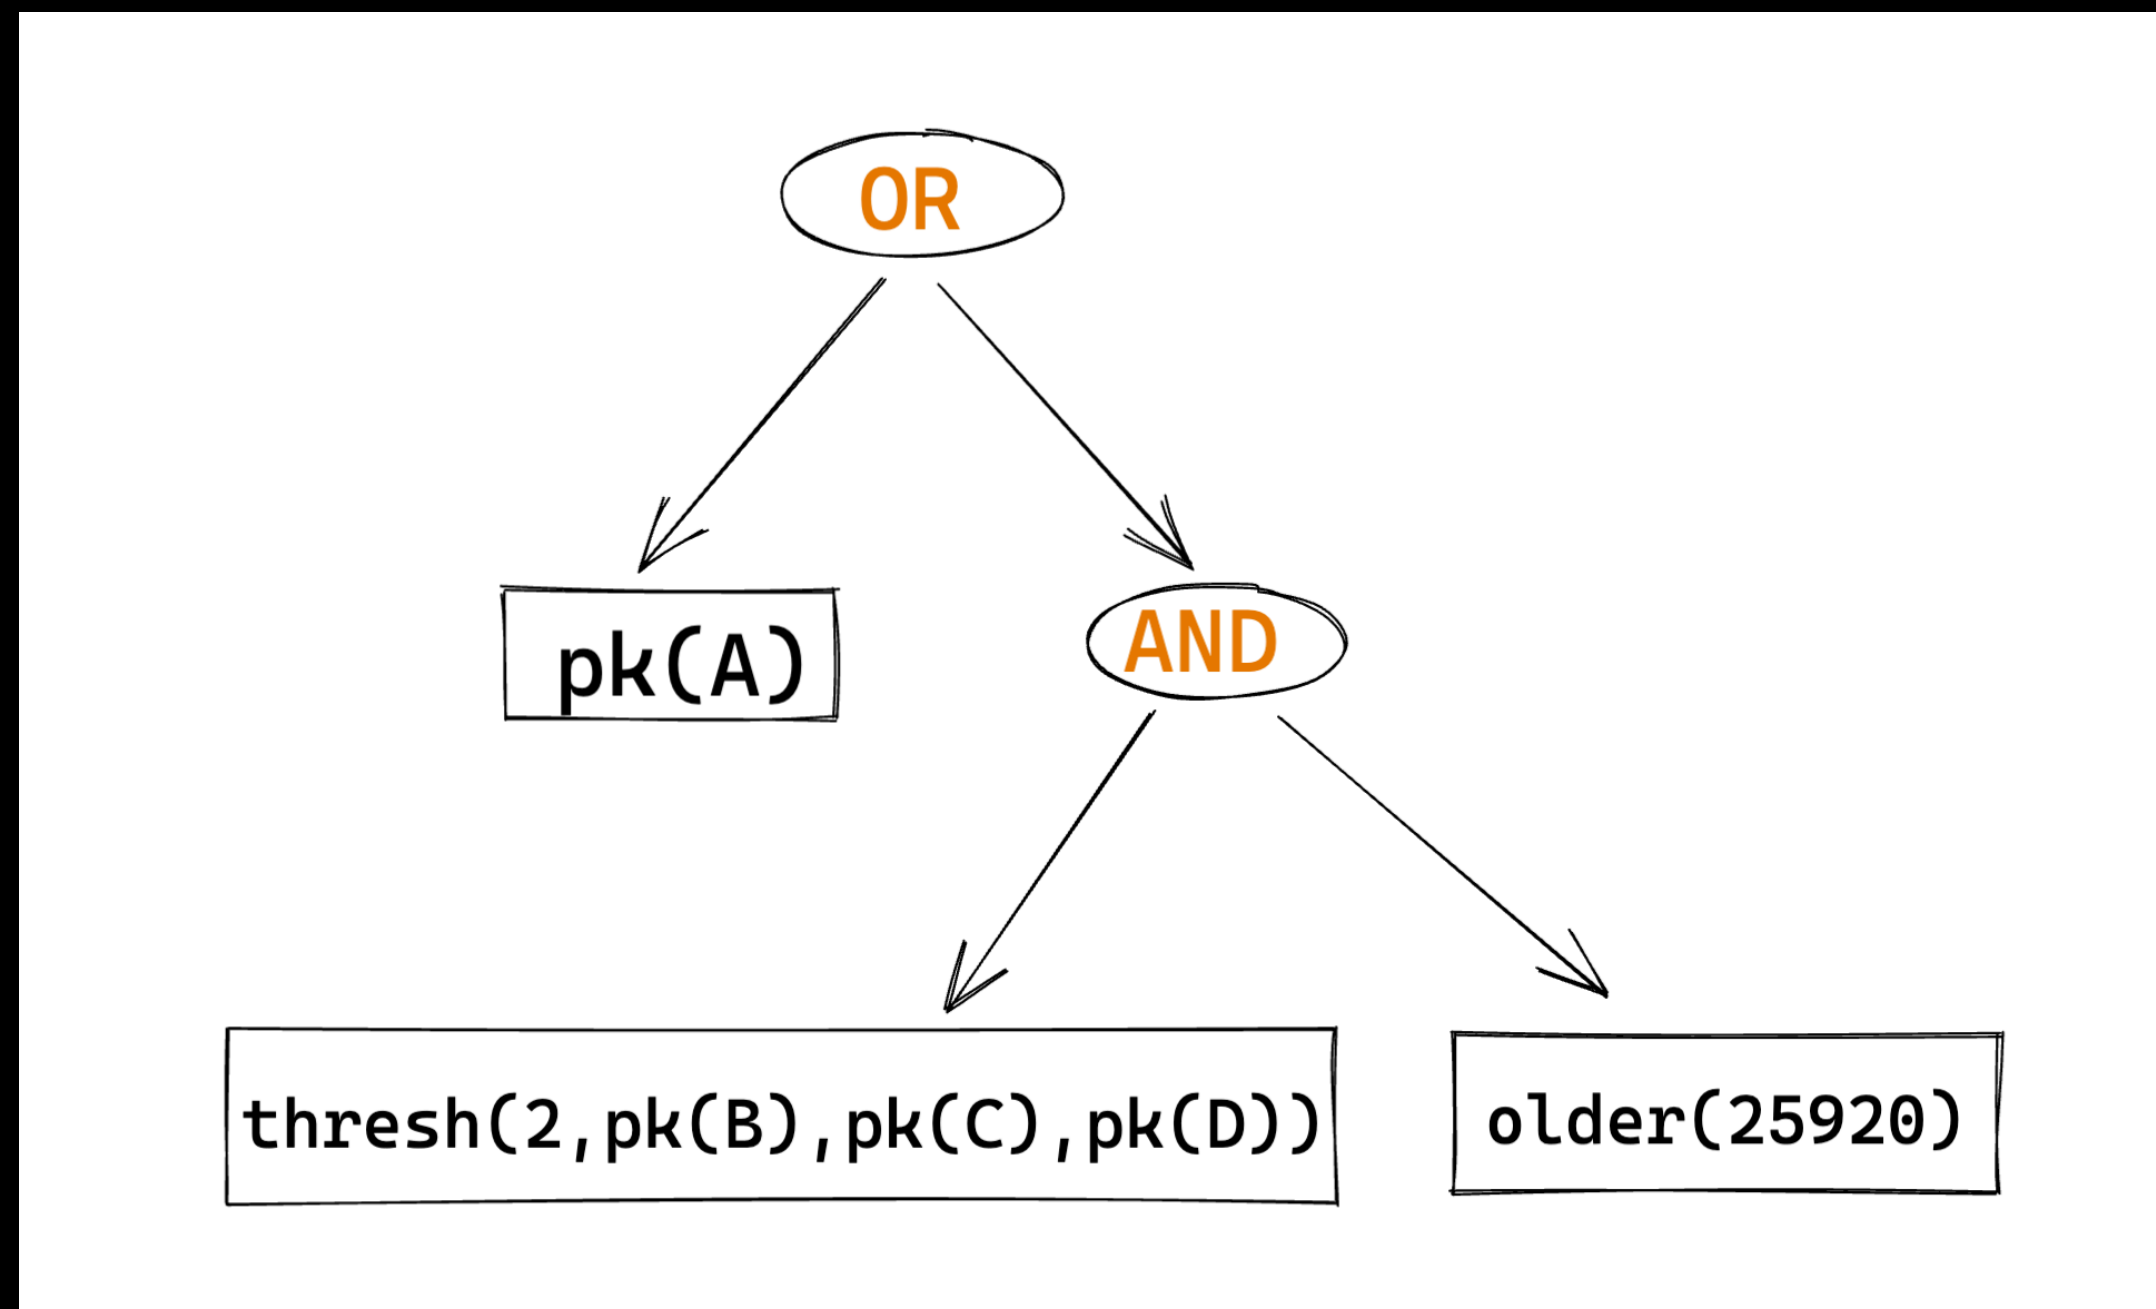 OR
pk(A)
AND
thresh(2,pk(B),pk(C),pk(D))
older(25920)